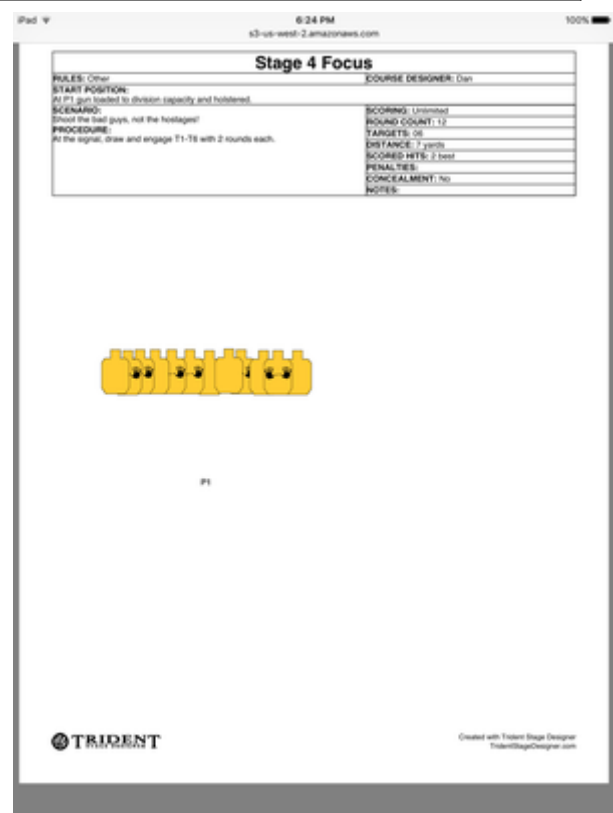 iPad
6:24 PM
100%
s3-us-west-2.amazonaws.com
Stage 4 Focus
RULES: Other
COURSE DESIGNER: Dan
START POSITION:
At P1 gun loaded to division capacity and holstered.
SCENARIO:
Shoot the bad guys, not the hostages!
PROCEDURE:
At the signal, draw and engage T1-T6 with 2 rounds each.
SCORING: Unlimited
ROUND COUNT: 12
TARGETS: 06
DISTANCE: 7 yards
SCORED HITS: 2 best
PENALTIES:
CONCEALMENT: No
NOTES:
P1
TRIDENT
STAGE DESIGNER
Created with Trident Stage Designer
TridentStageDesigner.com